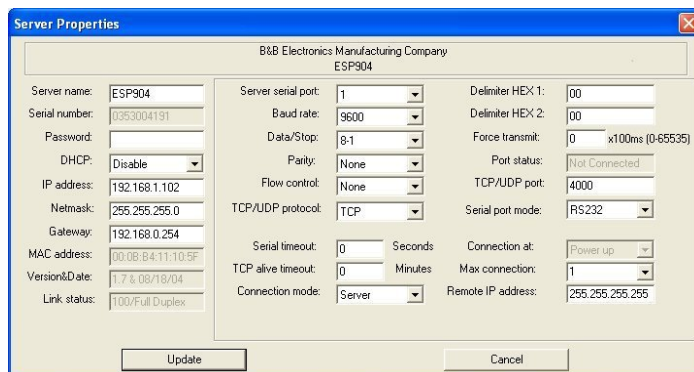 Server Properties
B&B Electronics Manufacturing Company
ESP904
Server name: ESP904
Serial number: 0353004191
Password:
DHCP: Disable
IP address: 192.168.1.102
Netmask: 255.255.255.0
Gateway: 192.168.0.254
MAC address: 00:0B:B4:11:10:5F
Version&Date: 1.7 & 08/18/04
Link status: 100/Full Duplex
Server serial port: 1
Baud rate: 9600
Data/Stop: 8-1
Parity: None
Flow control: None
TCP/UDP protocol: TCP
Serial timeout: 0 Seconds
TCP alive timeout: 0 Minutes
Connection mode: Server
Delimiter HEX 1: 00
Delimiter HEX 2: 00
Force transmit: 0 x100ms (0-65535)
Port status: Not Connected
TCP/UDP port: 4000
Serial port mode: RS232
Connection at: Power up
Max connection: 1
Remote IP address: 255.255.255.255
Update
Cancel